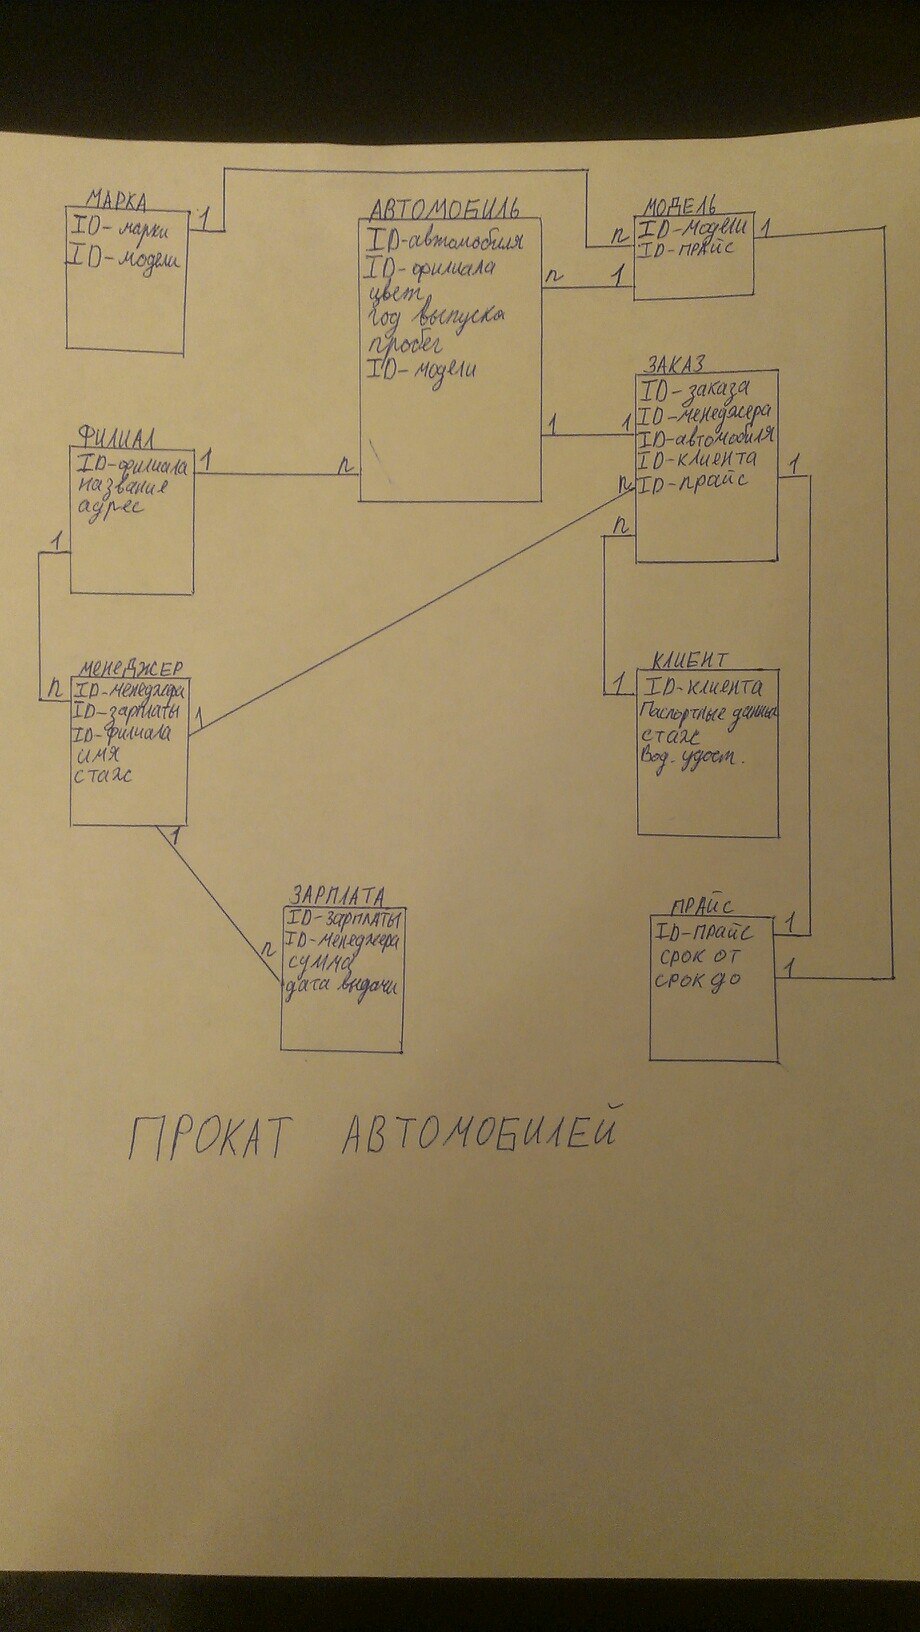 МАРКА
ID-марки
ID-модели
1
АВТОМОБИЛЬ
ID-автомобиля
ID-филиала
цвет
год выпуска
пробег
ID-модели
n
1
МОДЕЛЬ
ID-модели
ID-прайс
n
1
1
ЗАКАЗ
ID-заказа
ID-менеджера
ID-автомобиля
ID-клиента
ID-прайс
1
n
n
1
ФИЛИАЛ
ID-филиала
название
адрес
1
n
1
МЕНЕДЖЕР
ID-менеджера
ID-зарплаты
ID-филиала
имя
стаж
n
1
1
КЛИЕНТ
ID-клиента
Паспортные данные
стаж
Вод. удост.
1
ЗАРПЛАТА
ID-зарплаты
ID-менеджера
сумма
дата выдачи
n
ПРАЙС
ID-прайс
срок от
срок до
1
1
ПРОКАТ АВТОМОБИЛЕЙ